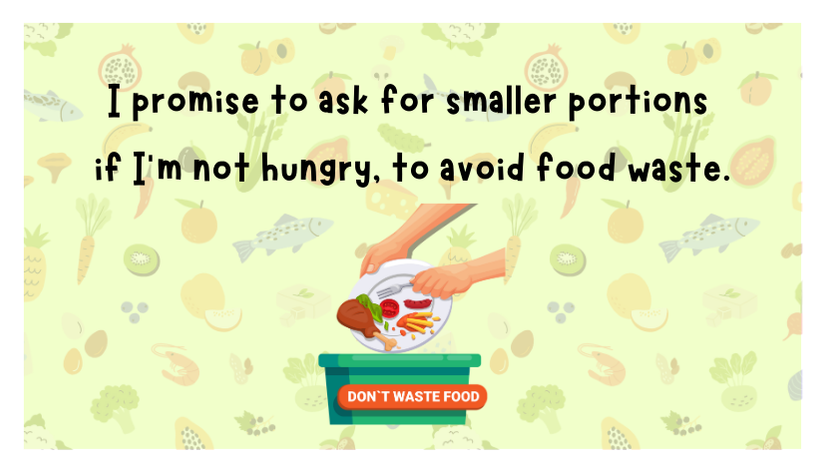 I promise to ask for smaller portions
if I'm not hungry, to avoid food waste.
DON`T WASTE FOOD